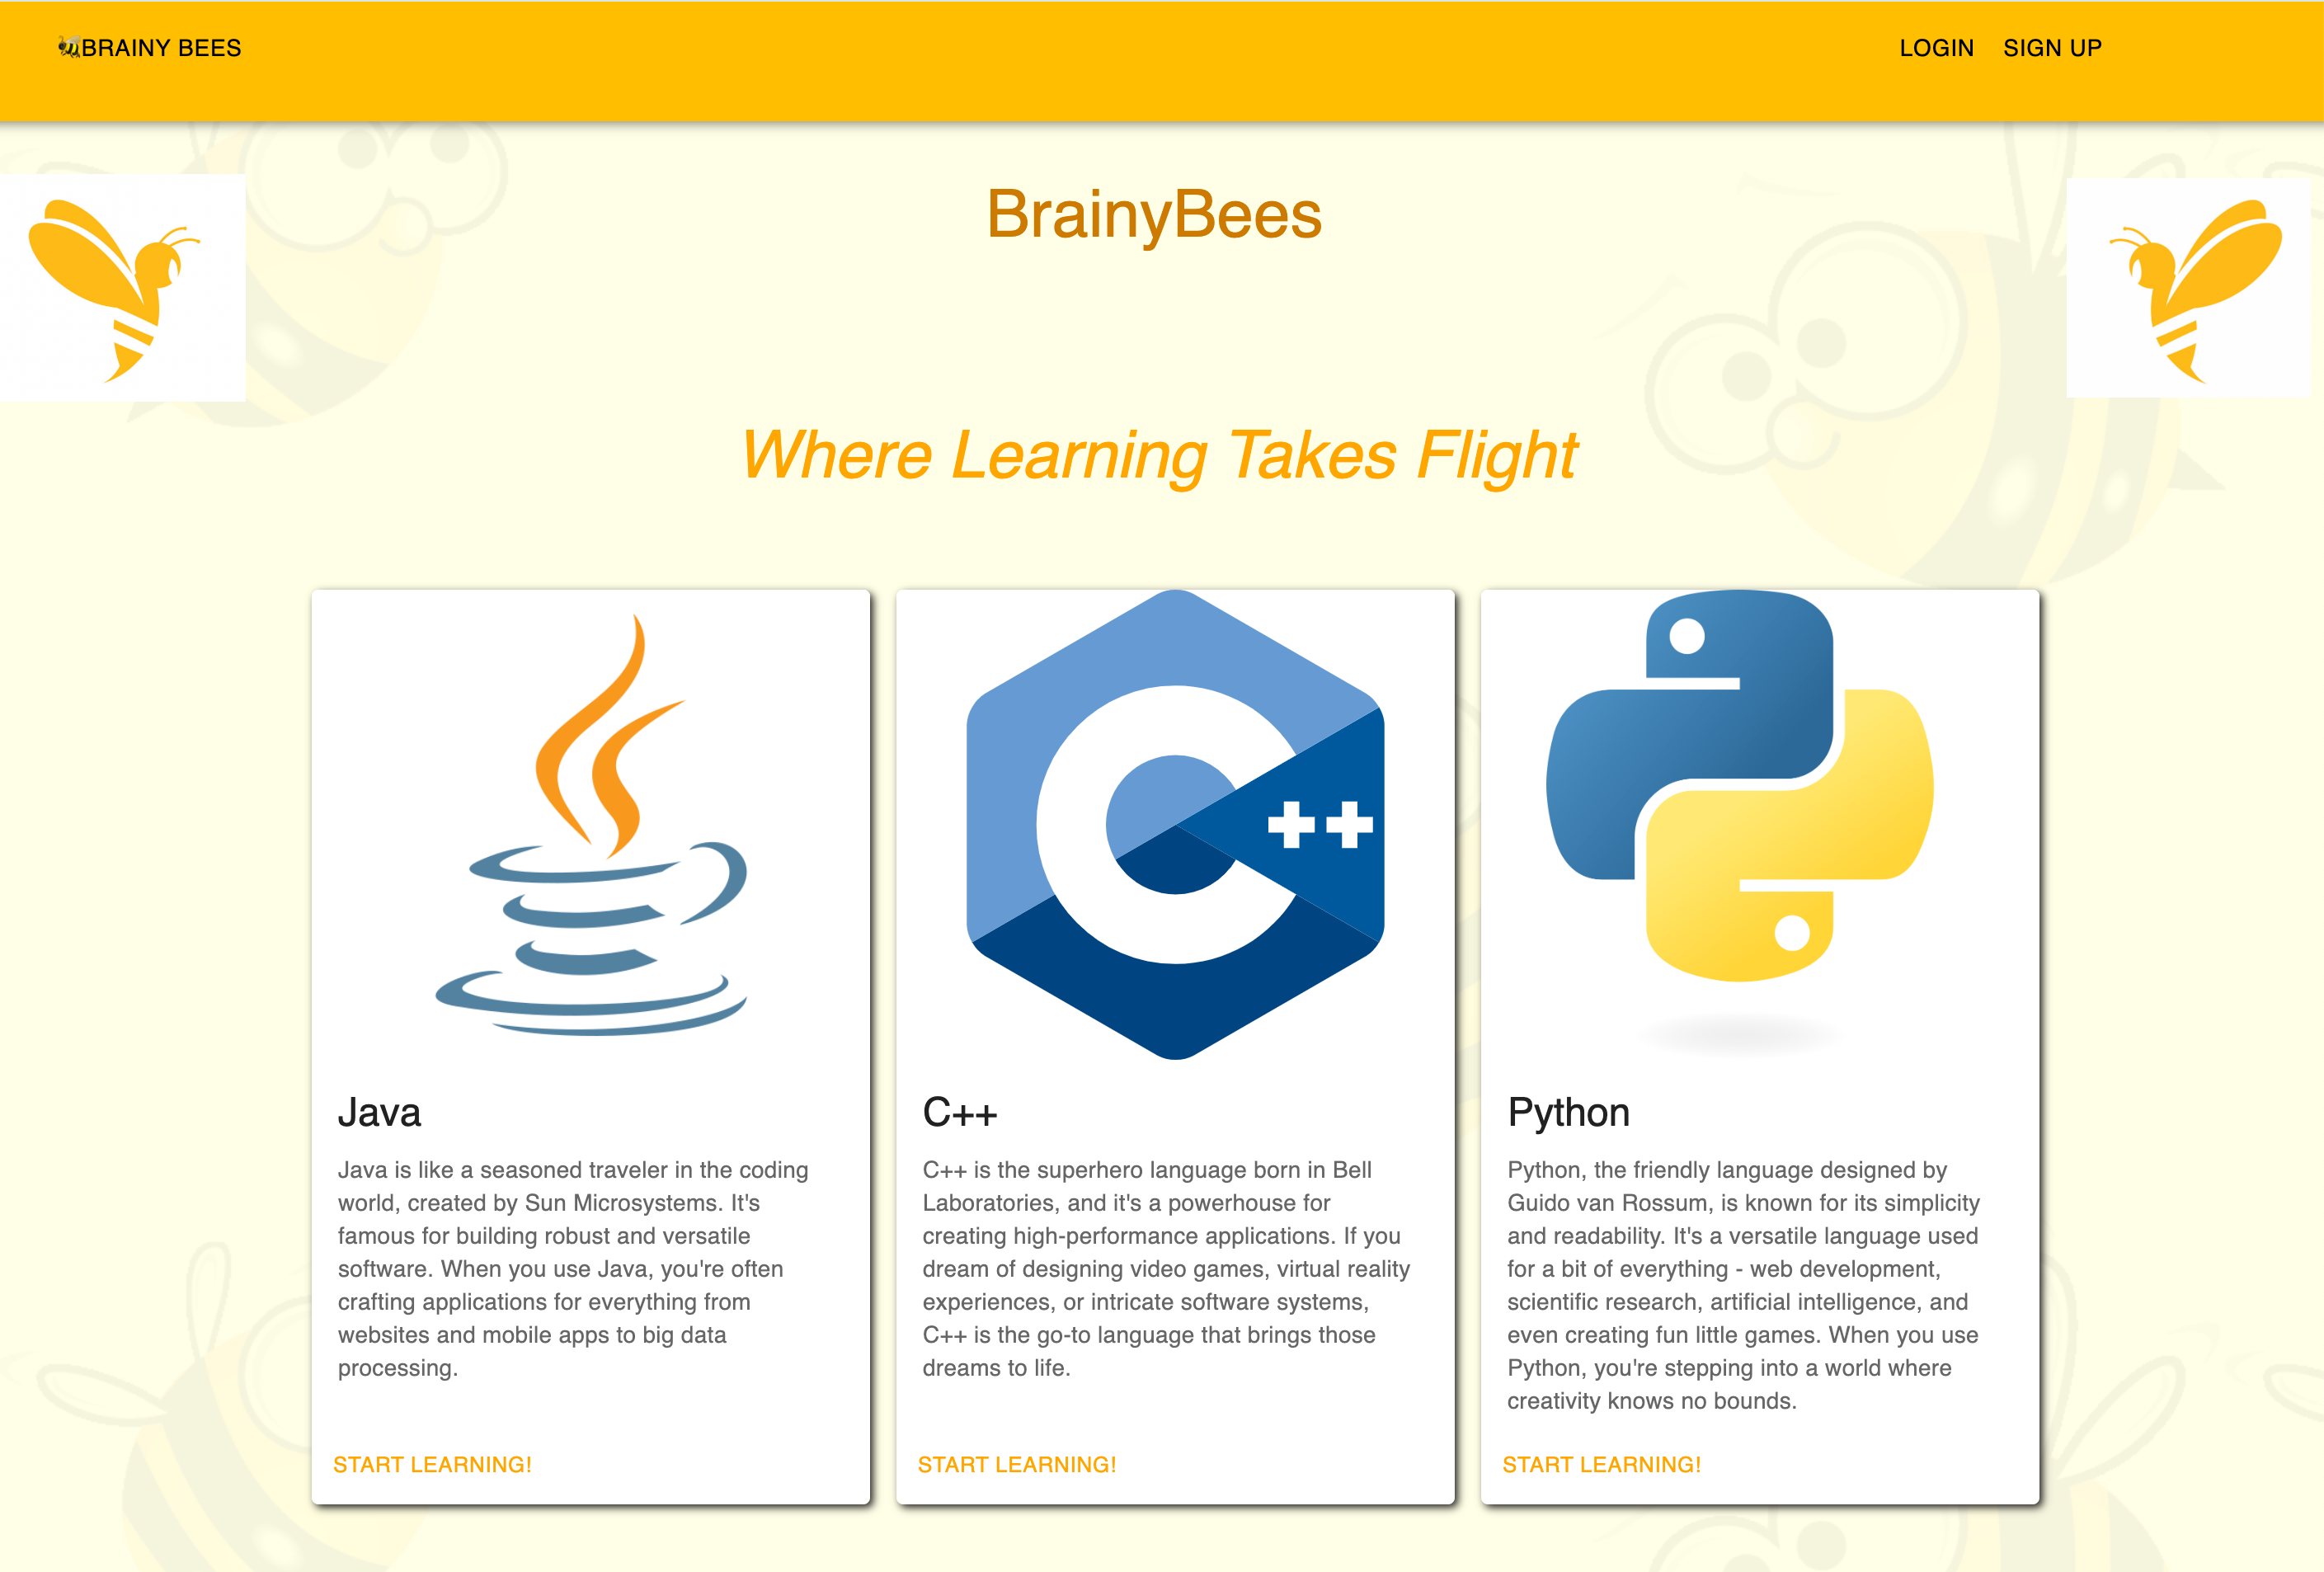 BRAINY BEES
LOGIN SIGN UP
BrainyBees
Where Learning Takes Flight
C++
Java
Java is like a seasoned traveler in the coding
world, created by Sun Microsystems. It's
famous for building robust and versatile
software. When you use Java, you're often
crafting applications for everything from
websites and mobile apps to big data
processing.
START LEARNING!
C++
C++ is the superhero language born in Bell
Laboratories, and it's a powerhouse for
creating high-performance applications. If you
dream of designing video games, virtual reality
experiences, or intricate software systems,
C++ is the go-to language that brings those
dreams to life.
START LEARNING!
Python
Python, the friendly language designed by
Guido van Rossum, is known for its simplicity
and readability. It's a versatile language used
for a bit of everything - web development,
scientific research, artificial intelligence, and
even creating fun little games. When you use
Python, you're stepping into a world where
creativity knows no bounds.
START LEARNING!